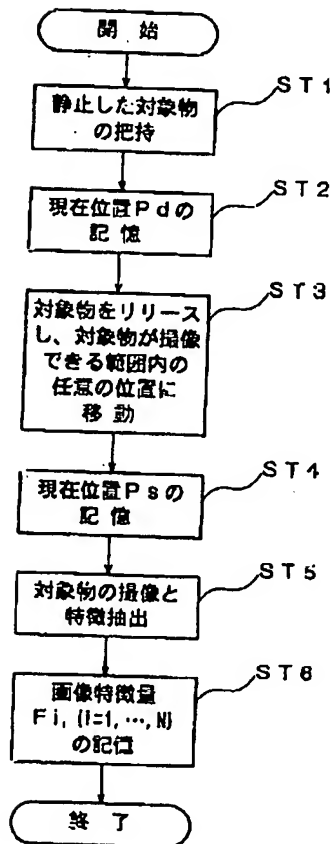 開 始
ST1
静止した対象物
の把持
ST2
現在位置Pdの
記 憶
ST3
対象物をリリース
し、対象物が撮像
できる範囲内の
任意の位置に
移 動
ST4
現在位置Psの
記 憶
ST5
対象物の撮像と
特徴抽出
ST6
画像特徴量
Fi, (i=1, …, N)
の記憶
終 了